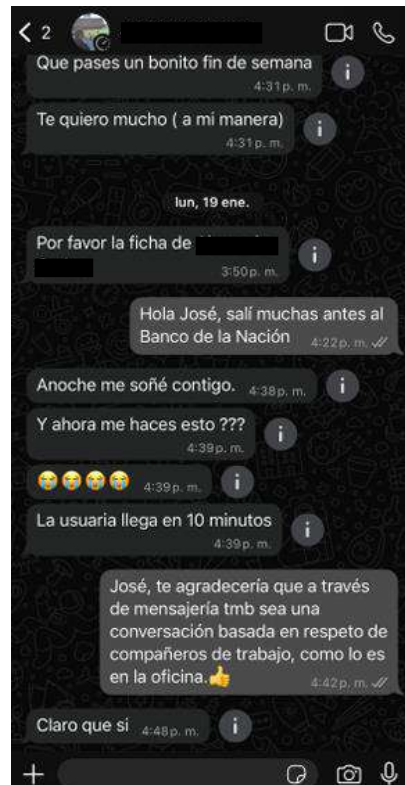 2
Que pases un bonito fin de semana
4:31 p. m.
Te quiero mucho ( a mi manera)
4:31 p. m.
lun, 19 ene.
Por favor la ficha de
3:50 p. m.
Hola José, salí muchas antes al
Banco de la Nación 4:22 p. m.
Anoche me soñé contigo. 4:38 p. m.
Y ahora me haces esto ???
4:39 p. m.
😭😭😭😭 4:39 p. m.
La usuaria llega en 10 minutos
4:39 p. m.
José, te agradecería que a través
de mensajería tmb sea una
conversación basada en respeto de
compañeros de trabajo, como lo es
en la oficina.👍 4:42 p. m.
Claro que si 4:48 p. m.